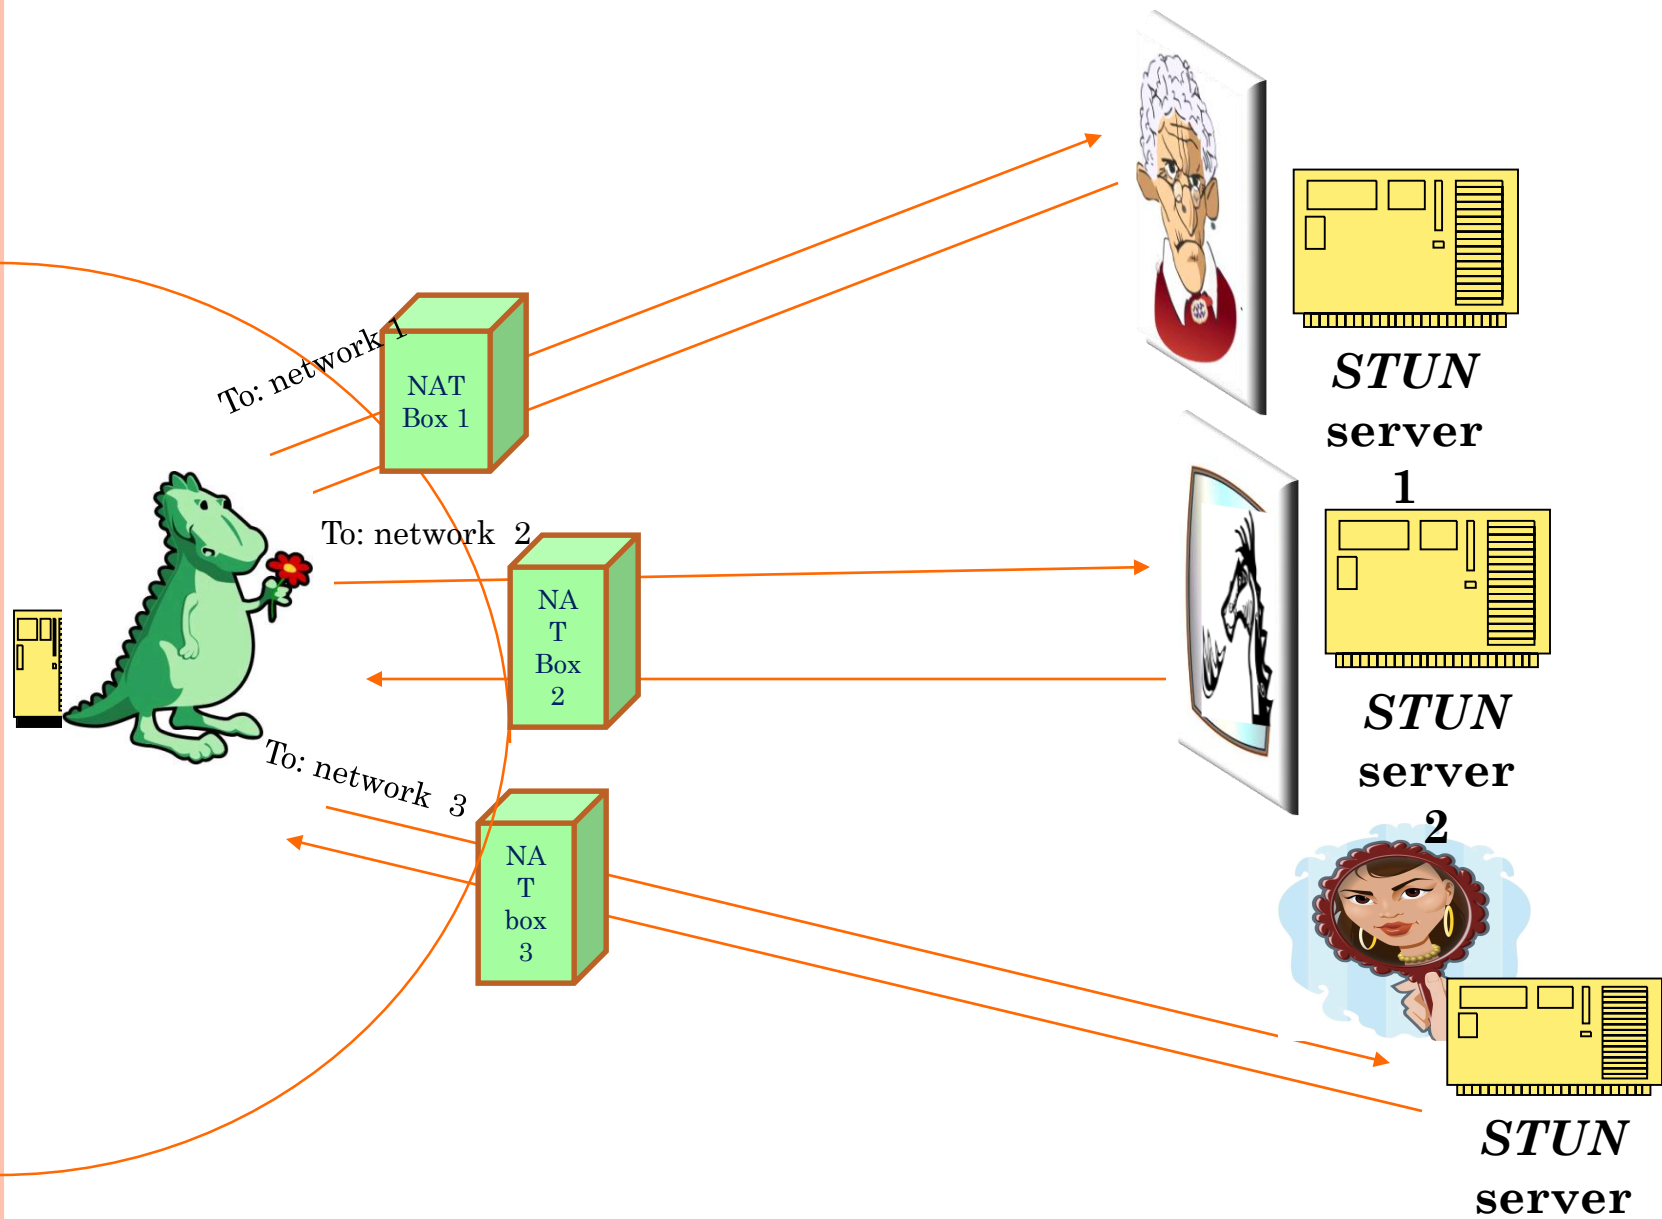 To: network 1
NAT
Box 1
STUN
server
1
To: network  2
NA
T
Box
2
STUN
server
2
To: network  3
NA
T
box
3
STUN
server